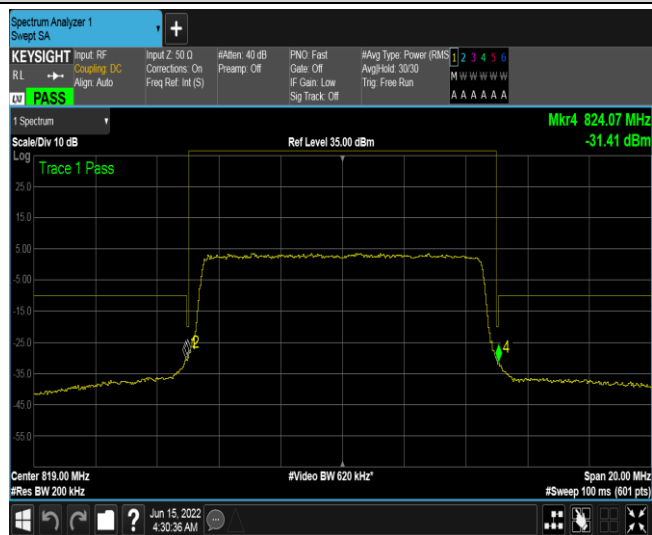 Spectrum Analyzer 1
Swept SA
KEYSIGHT
RL
LXI PASS
Input: RF
Coupling: DC
Align: Auto
Input Z: 50 Ω
Corrections: On
Freq Ref: Int (S)
#Atten: 40 dB
Preamp: Off
PNO: Fast
Gate: Off
IF Gain: Low
Sig Track: Off
#Avg Type: Power (RMS
Avg|Hold: 30/30
Trig: Free Run
1 2 3 4 5 6
M W W W W W
A A A A A A
1 Spectrum
Scale/Div 10 dB
Ref Level 35.00 dBm
Mkr4 824.07 MHz
-31.41 dBm
Log
Trace 1 Pass
25.0
15.0
5.00
-5.00
-15.0
-25.0
-35.0
-45.0
-55.0
2
4
Center 819.00 MHz
#Res BW 200 kHz
#Video BW 620 kHz*
Span 20.00 MHz
#Sweep 100 ms (601 pts)
Jun 15, 2022
4:30:36 AM